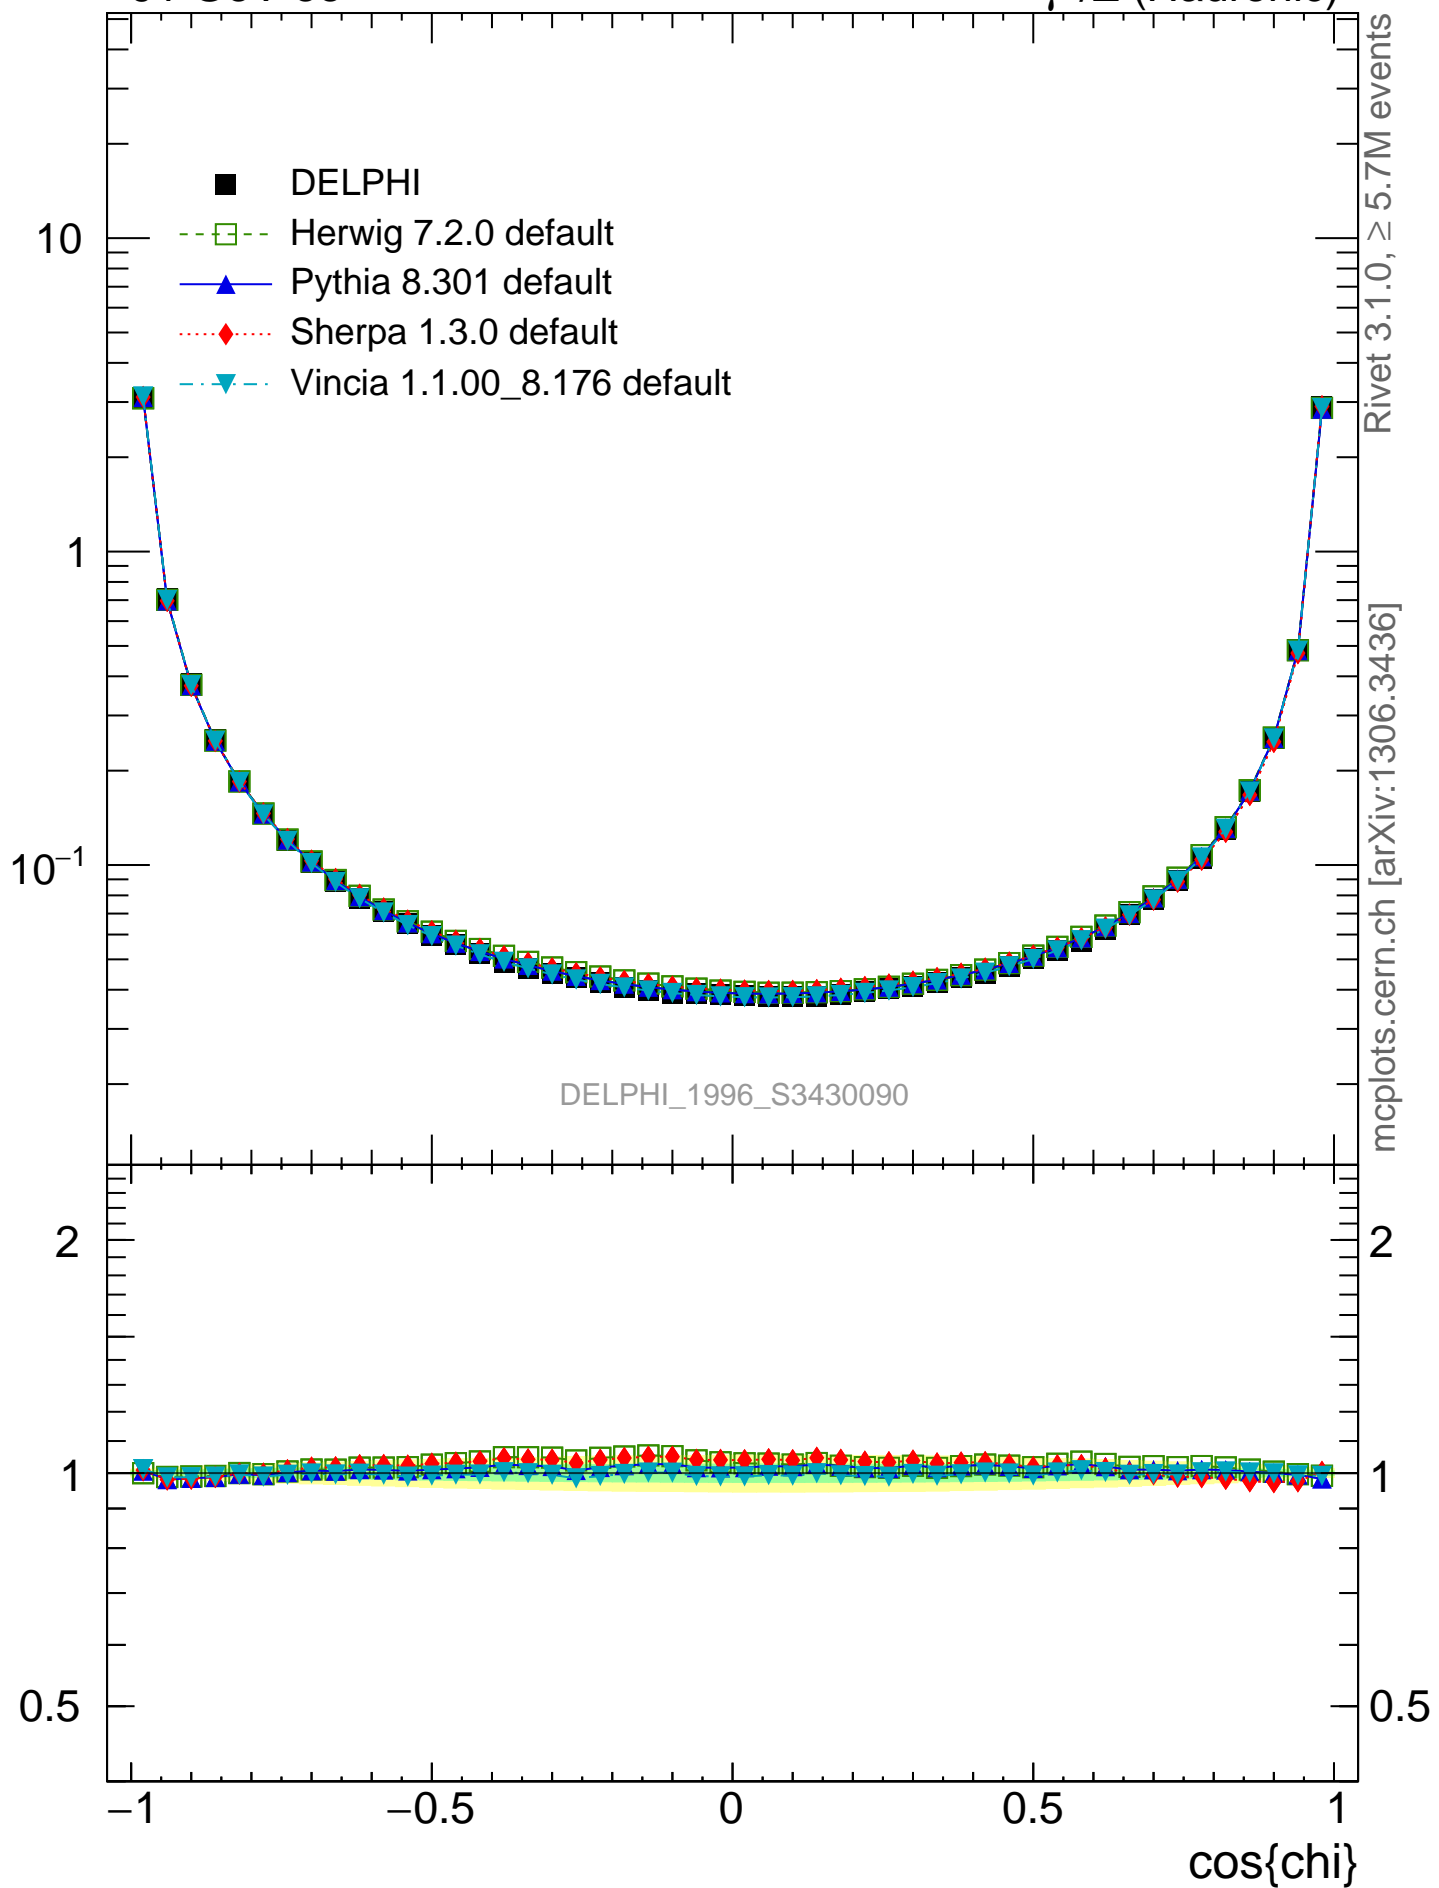 10
1
10⁻¹
DELPHI
Herwig 7.2.0 default
Pythia 8.301 default
Sherpa 1.3.0 default
Vincia 1.1.00_8.176 default
DELPHI_1996_S3430090
Rivet 3.1.0, ≥ 5.7M events
mcplots.cern.ch [arXiv:1306.3436]
2 2
1 1
0.5 0.5
−1 −0.5 0 0.5 1
cos{chi}